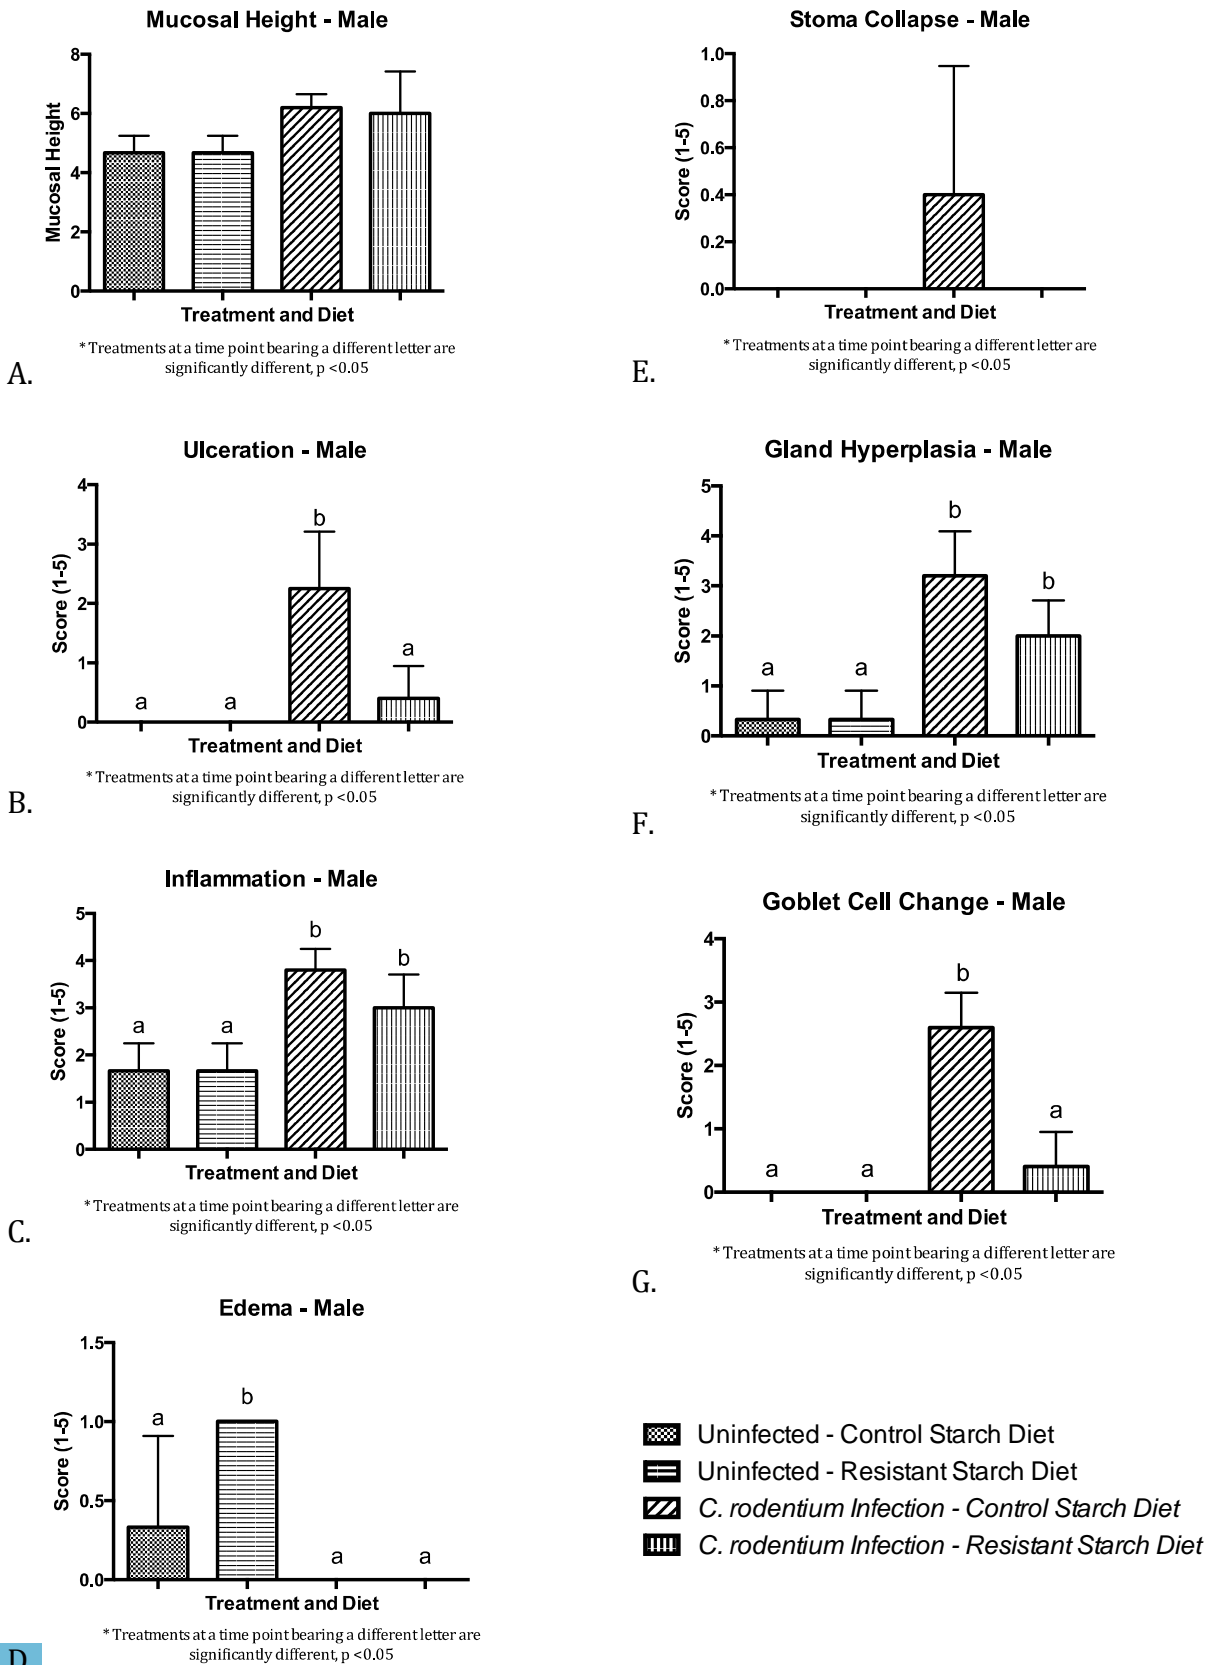 Mucosal Height - Male
8
6
4
2
0
Mucosal Height
Treatment and Diet
* Treatments at a time point bearing a different letter are
significantly different, p <0.05
A.
Ulceration - Male
4
3
2
1
0
Score (1-5)
a
a
b
a
Treatment and Diet
* Treatments at a time point bearing a different letter are
significantly different, p <0.05
B.
Inflammation - Male
5
4
3
2
1
0
Score (1-5)
a
a
b
b
Treatment and Diet
* Treatments at a time point bearing a different letter are
significantly different, p <0.05
C.
Edema - Male
1.5
1.0
0.5
0.0
Score (1-5)
a
b
a
a
Treatment and Diet
* Treatments at a time point bearing a different letter are
significantly different, p <0.05
D.
Stoma Collapse - Male
1.0
0.8
0.6
0.4
0.2
0.0
Score (1-5)
Treatment and Diet
* Treatments at a time point bearing a different letter are
significantly different, p <0.05
E.
Gland Hyperplasia - Male
5
4
3
2
1
0
Score (1-5)
a
a
b
b
Treatment and Diet
* Treatments at a time point bearing a different letter are
significantly different, p <0.05
F.
Goblet Cell Change - Male
4
3
2
1
0
Score (1-5)
a
a
b
a
Treatment and Diet
* Treatments at a time point bearing a different letter are
significantly different, p <0.05
G.
Uninfected - Control Starch Diet
Uninfected - Resistant Starch Diet
C. rodentium Infection - Control Starch Diet
C. rodentium Infection - Resistant Starch Diet